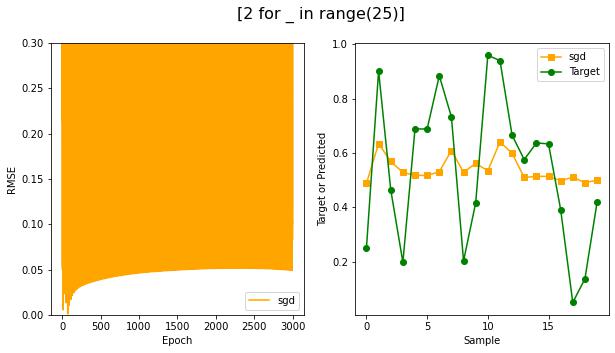 [2 for _ in range(25)]
0.30
0.25
0.20
0.15
0.10
0.05
0.00
RMSE
0 500 1000 1500 2000 2500 3000
Epoch
sgd
1.0
0.8
0.6
0.4
0.2
Target or Predicted
0 5 10 15
Sample
sgd
Target